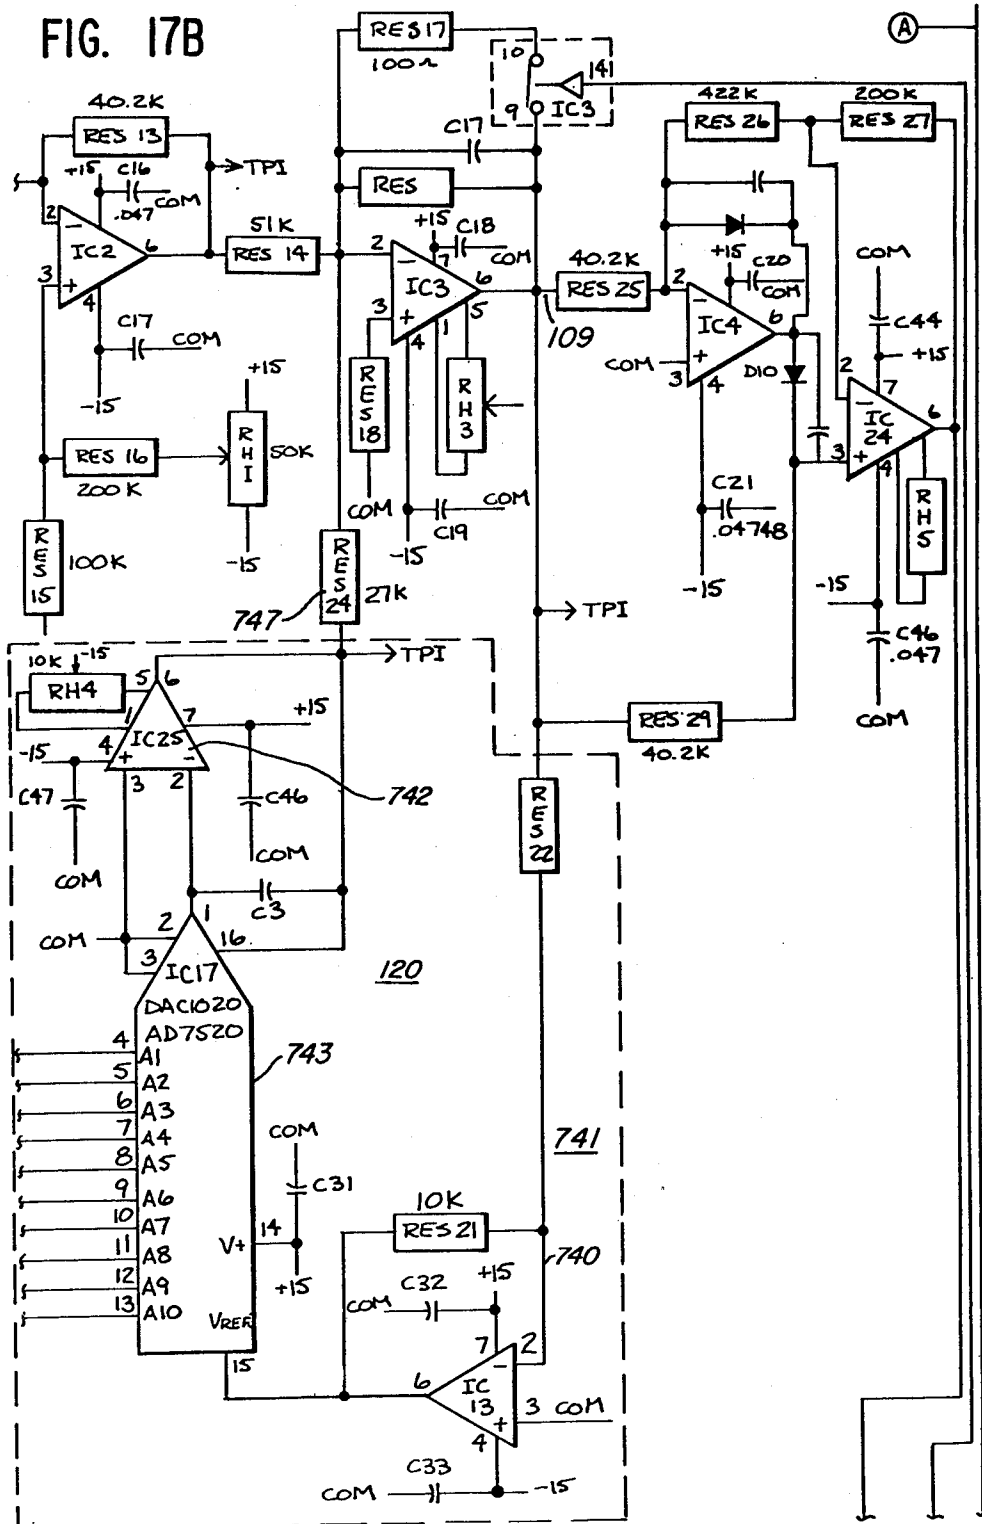 FIG. 17B
A
RES 17
100Ω
10
14
9
IC3
40.2K
RES 13
TPI
+15
C16
.047
COM
2
-
IC2
6
3
+
4
C17
COM
-15
51K
RES 14
C17
RES
+15
C18
7
COM
2
-
IC3
6
3
+
1
5
4
RES 18
RH3
COM
C19
COM
-15
40.2K
RES 25
109
422K
RES 26
200K
RES 27
+15
C20
COM
2
-
IC4
6
COM
+
3
4
D10
C21
.04748
-15
COM
C44
+15
2
7
-
IC 24
6
3
+
4
RH5
-15
C46
.047
COM
RES 16
200K
+15
RH1
50K
-15
RES 15
100K
RES 24
27K
747
TPI
TPI
10K
-15
RH4
5
6
1
7
+15
IC25
-15
4
+
-
3
2
742
C47
COM
C46
COM
RES 29
40.2K
RES 22
C3
COM
2
1
16
3
IC17
DAC1020
AD7520
120
743
4 A1
5 A2
6 A3
7 A4
8 A5
9 A6
10 A7
11 A8
12 A9
13 A10
V+
14
COM
C31
+15
VREF
15
741
10K
RES 21
740
+15
C32
COM
7
2
-
6
IC 13
3
COM
+
4
C33
COM
-15